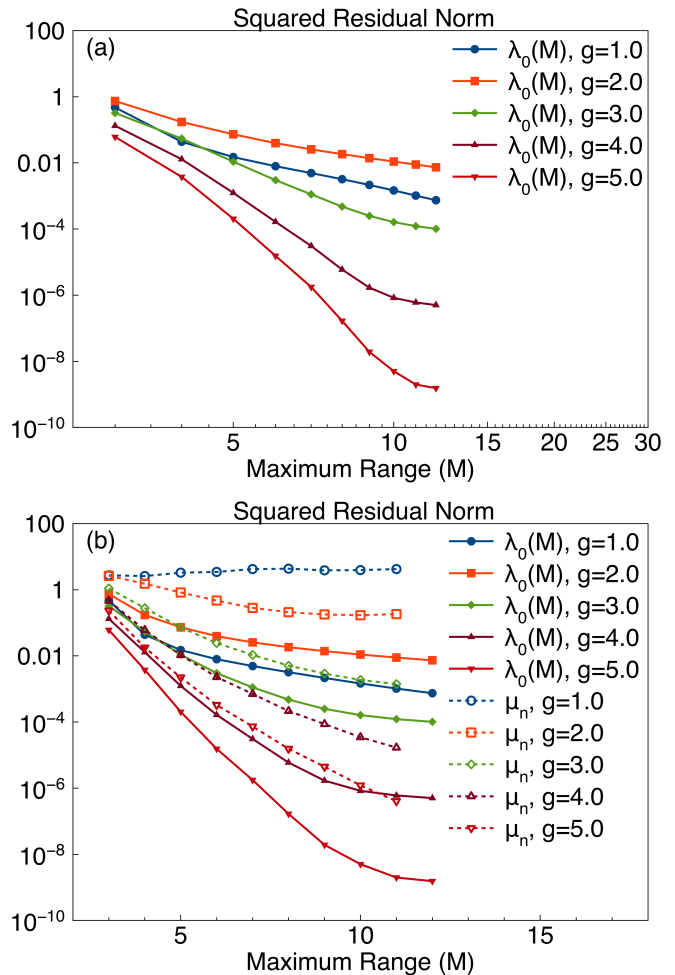 Squared Residual Norm
(a)
100
1
0.01
10⁻⁴
10⁻⁶
10⁻⁸
10⁻¹⁰
λ₀(M), g=1.0
λ₀(M), g=2.0
λ₀(M), g=3.0
λ₀(M), g=4.0
λ₀(M), g=5.0
5 10 15 20 25 30
Maximum Range (M)
Squared Residual Norm
(b)
100
1
0.01
10⁻⁴
10⁻⁶
10⁻⁸
10⁻¹⁰
λ₀(M), g=1.0
λ₀(M), g=2.0
λ₀(M), g=3.0
λ₀(M), g=4.0
λ₀(M), g=5.0
μₙ, g=1.0
μₙ, g=2.0
μₙ, g=3.0
μₙ, g=4.0
μₙ, g=5.0
5 10 15
Maximum Range (M)